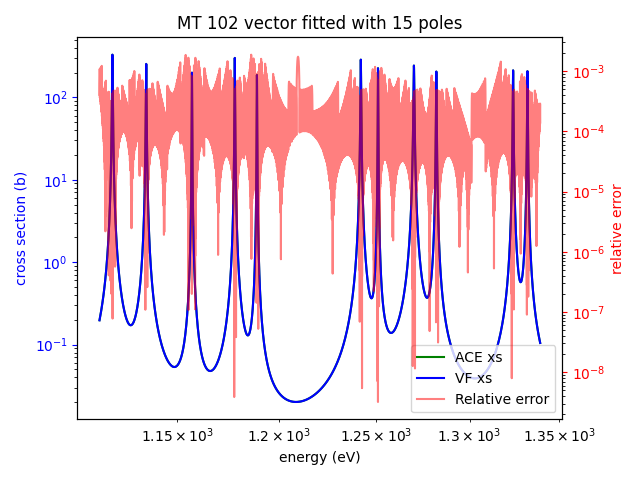 MT 102 vector fitted with 15 poles
10²
10¹
10⁰
10⁻¹
cross section (b)
10⁻³
10⁻⁴
10⁻⁵
10⁻⁶
10⁻⁷
10⁻⁸
relative error
ACE xs
VF xs
Relative error
1.15 × 10³ 1.2 × 10³ 1.25 × 10³ 1.3 × 10³ 1.35 × 10³
energy (eV)